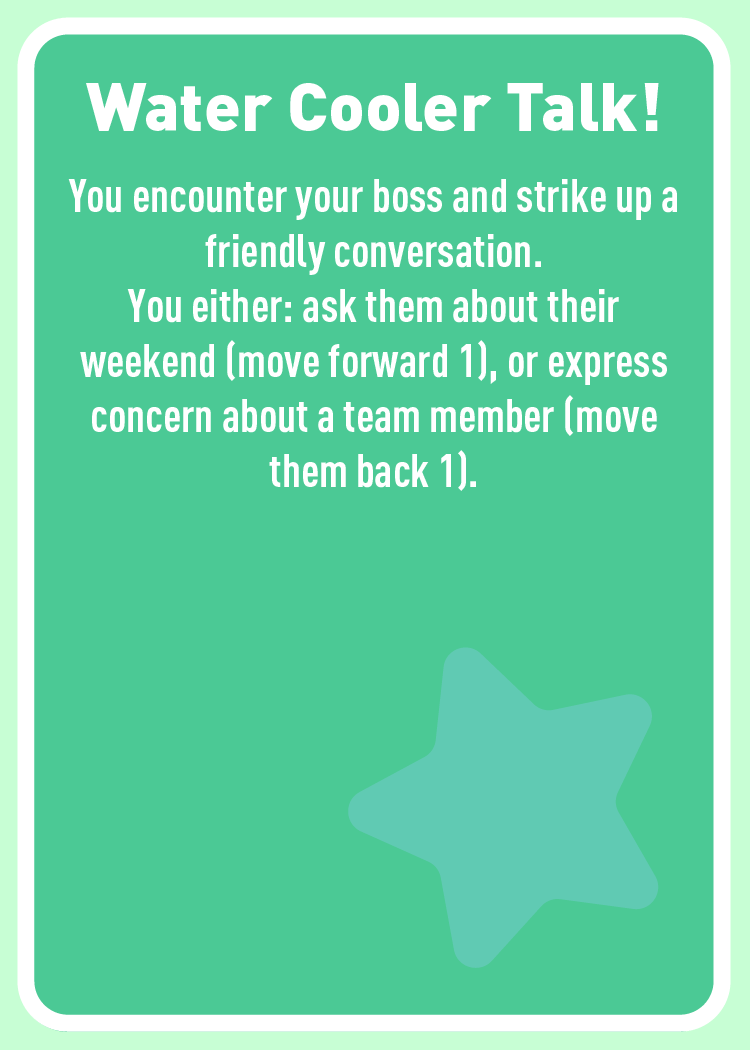 Water Cooler Talk!
You encounter your boss and strike up a
friendly conversation.
You either: ask them about their
weekend (move forward 1), or express
concern about a team member (move
them back 1).